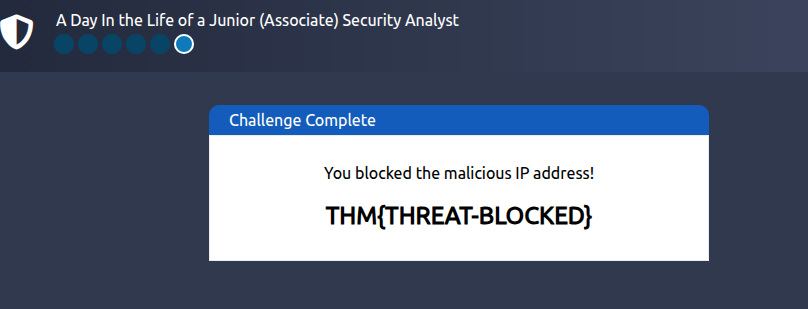 A Day In the Life of a Junior (Associate) Security Analyst
Challenge Complete
You blocked the malicious IP address!
THM{THREAT-BLOCKED}